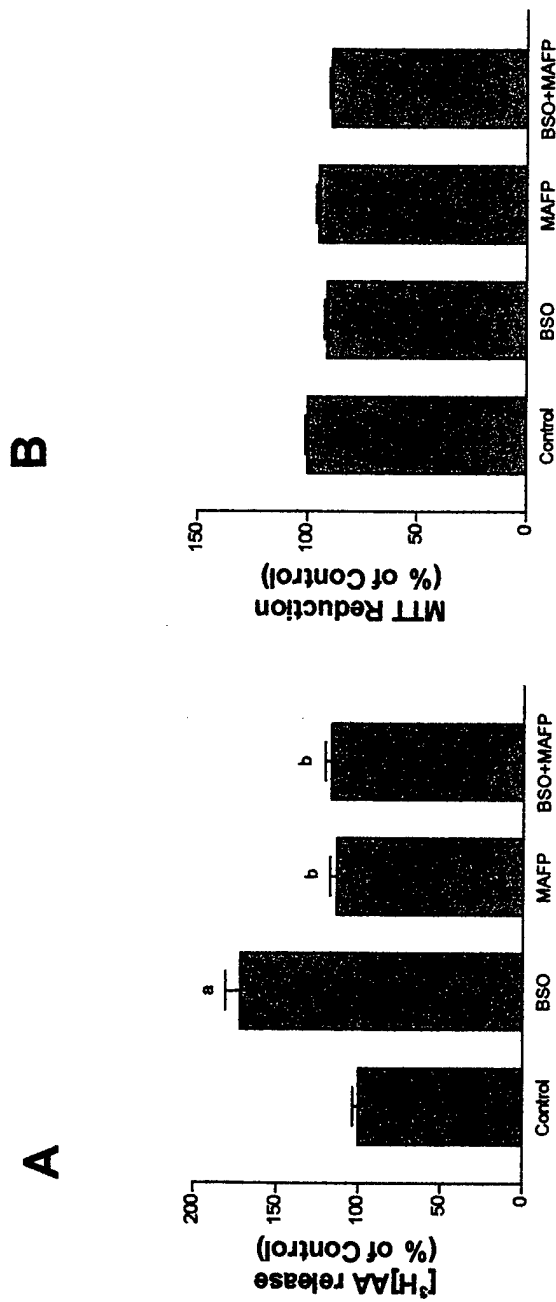 A
[³H]AA release
(% of Control)
200
150
100
50
0
a
b
b
Control
BSO
MAFP
BSO+MAFP
B
MTT Reduction
(% of Control)
150
100
50
0
Control
BSO
MAFP
BSO+MAFP